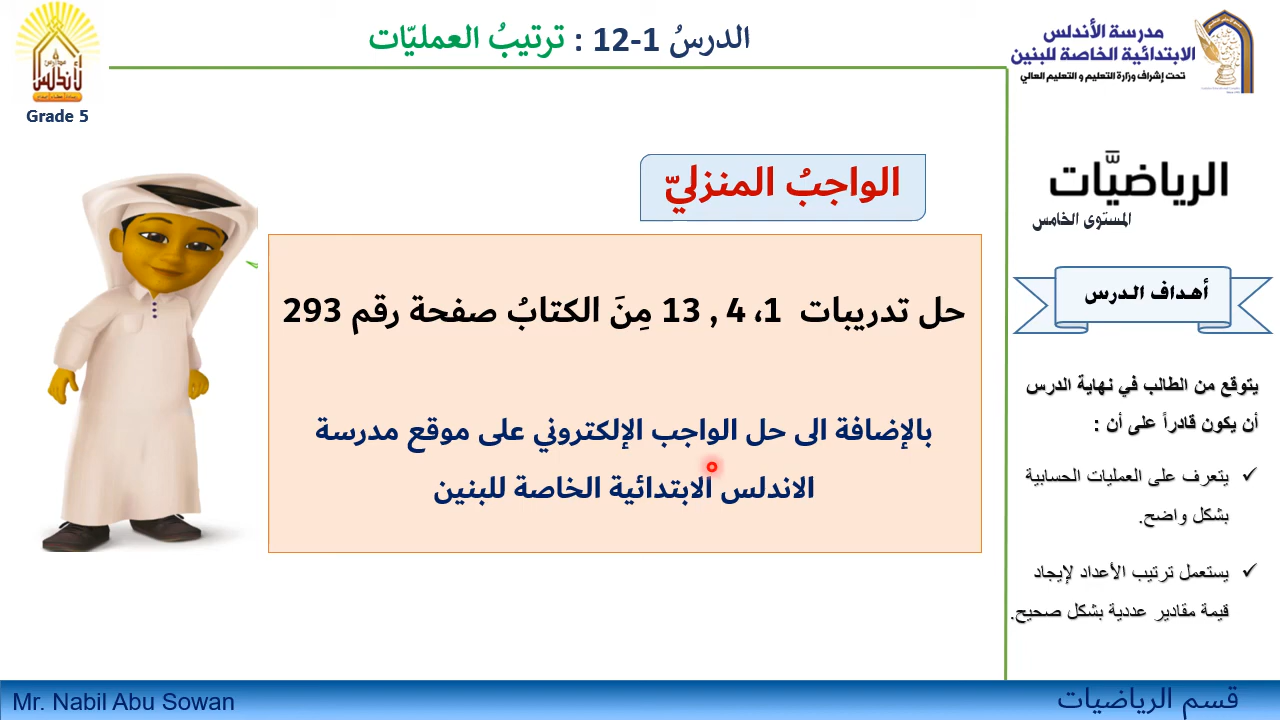 مدرسة الأندلس
الابتدائية الخاصة للبنين
تحت إشراف وزارة التعليم و التعليم العالي
الدرسُ 1-12 : ترتيبُ العمليّات
Grade 5
الرياضيَّات
المستوى الخامس
أهداف الدرس
يتوقع من الطالب في نهاية الدرس
أن يكون قادراً على أن :
✓ يتعرف على العمليات الحسابية
بشكل واضح.
✓ يستعمل ترتيب الأعداد لإيجاد
قيمة مقادير عددية بشكل صحيح.
الواجبُ المنزليّ
حل تدريبات 1، 4 , 13 مِنَ الكتابُ صفحة رقم 293
بالإضافة الى حل الواجب الإلكتروني على موقع مدرسة
الاندلس الابتدائية الخاصة للبنين
قسم الرياضيات
Mr. Nabil Abu Sowan